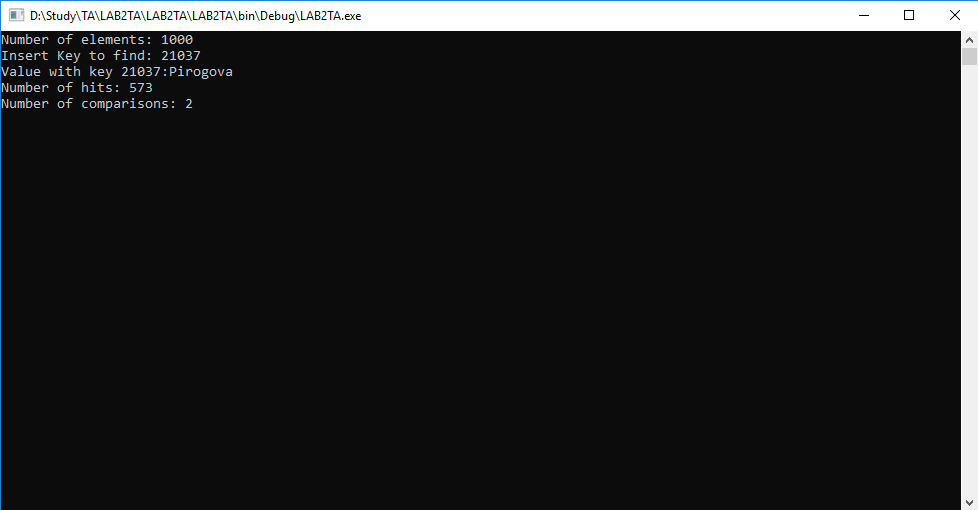 D:\Study\TA\LAB2TA\LAB2TA\LAB2TA\bin\Debug\LAB2TA.exe
Number of elements: 1000
Insert Key to find: 21037
Value with key 21037:Pirogova
Number of hits: 573
Number of comparisons: 2